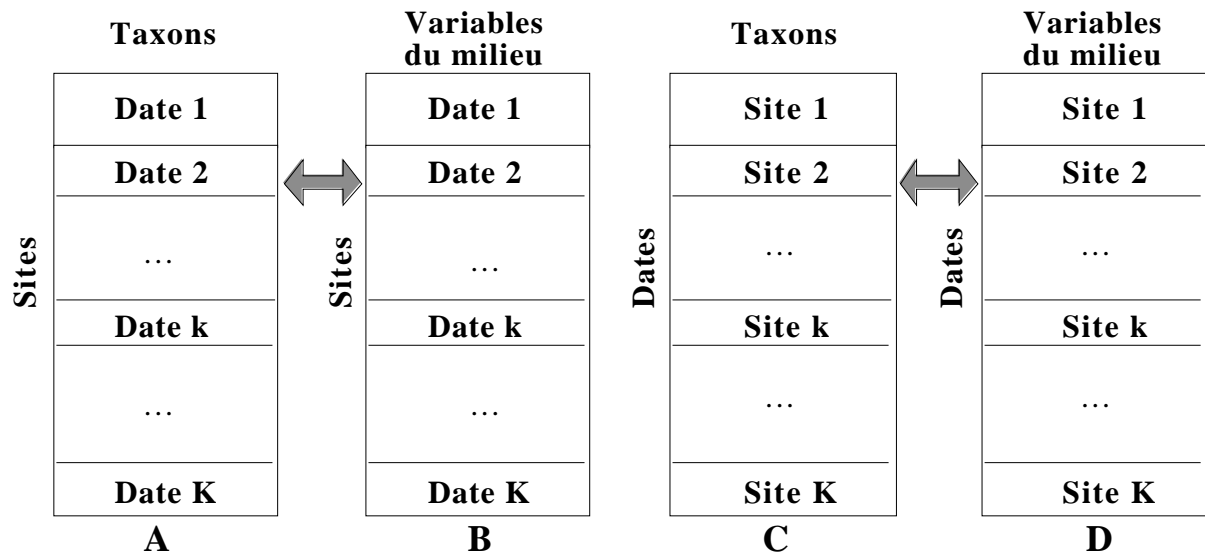 Taxons
Sites
Date 1
Date 2
...
Date k
...
Date K
A
Variables
du milieu
Sites
Date 1
Date 2
...
Date k
...
Date K
B
Taxons
Dates
Site 1
Site 2
...
Site k
...
Site K
C
Variables
du milieu
Dates
Site 1
Site 2
...
Site k
...
Site K
D